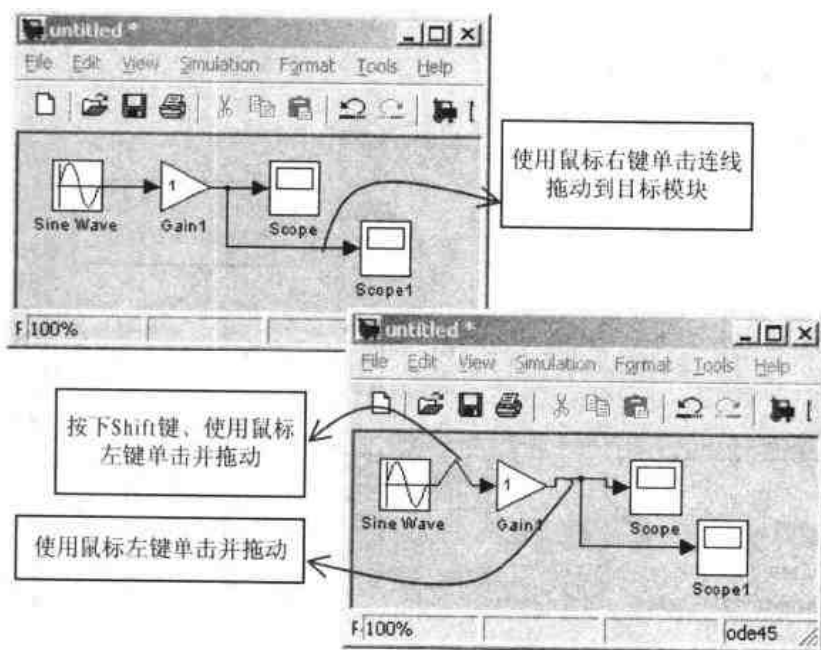 untitled *
File Edit View Simulation Format Tools Help
使用鼠标右键单击连线
拖动到目标模块
1
Sine Wave
Gain1
Scope
Scope1
100%
untitled *
File Edit View Simulation Format Tools Help
按下Shift键、使用鼠标
左键单击并拖动
1
Sine Wave
Gain1
Scope
使用鼠标左键单击并拖动
Scope1
100%
ode45